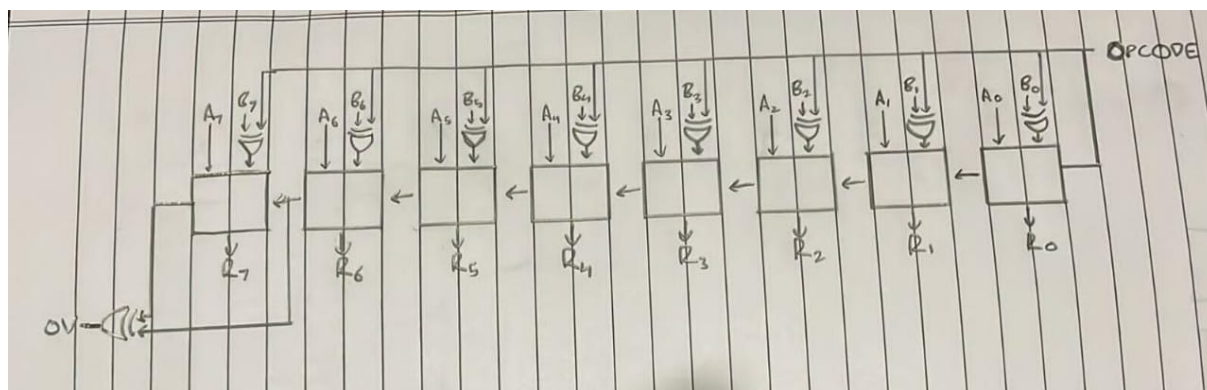 OPCODE
A7 B7 A6 B6 A5 B5 A4 B4 A3 B3 A2 B2 A1 B1 A0 B0
R7 R6 R5 R4 R3 R2 R1 R0
OV